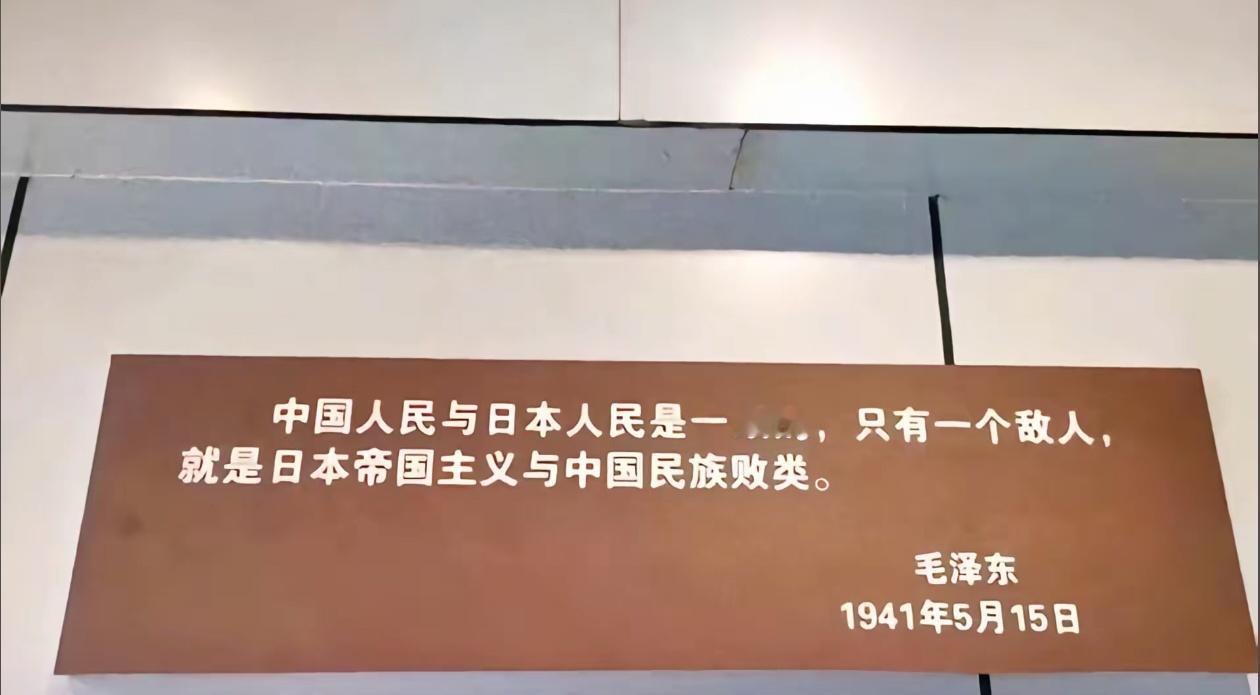 中国人民与日本人民是一，只有一个敌人，
就是日本帝国主义与中国民族败类。
毛泽东
1941年5月15日